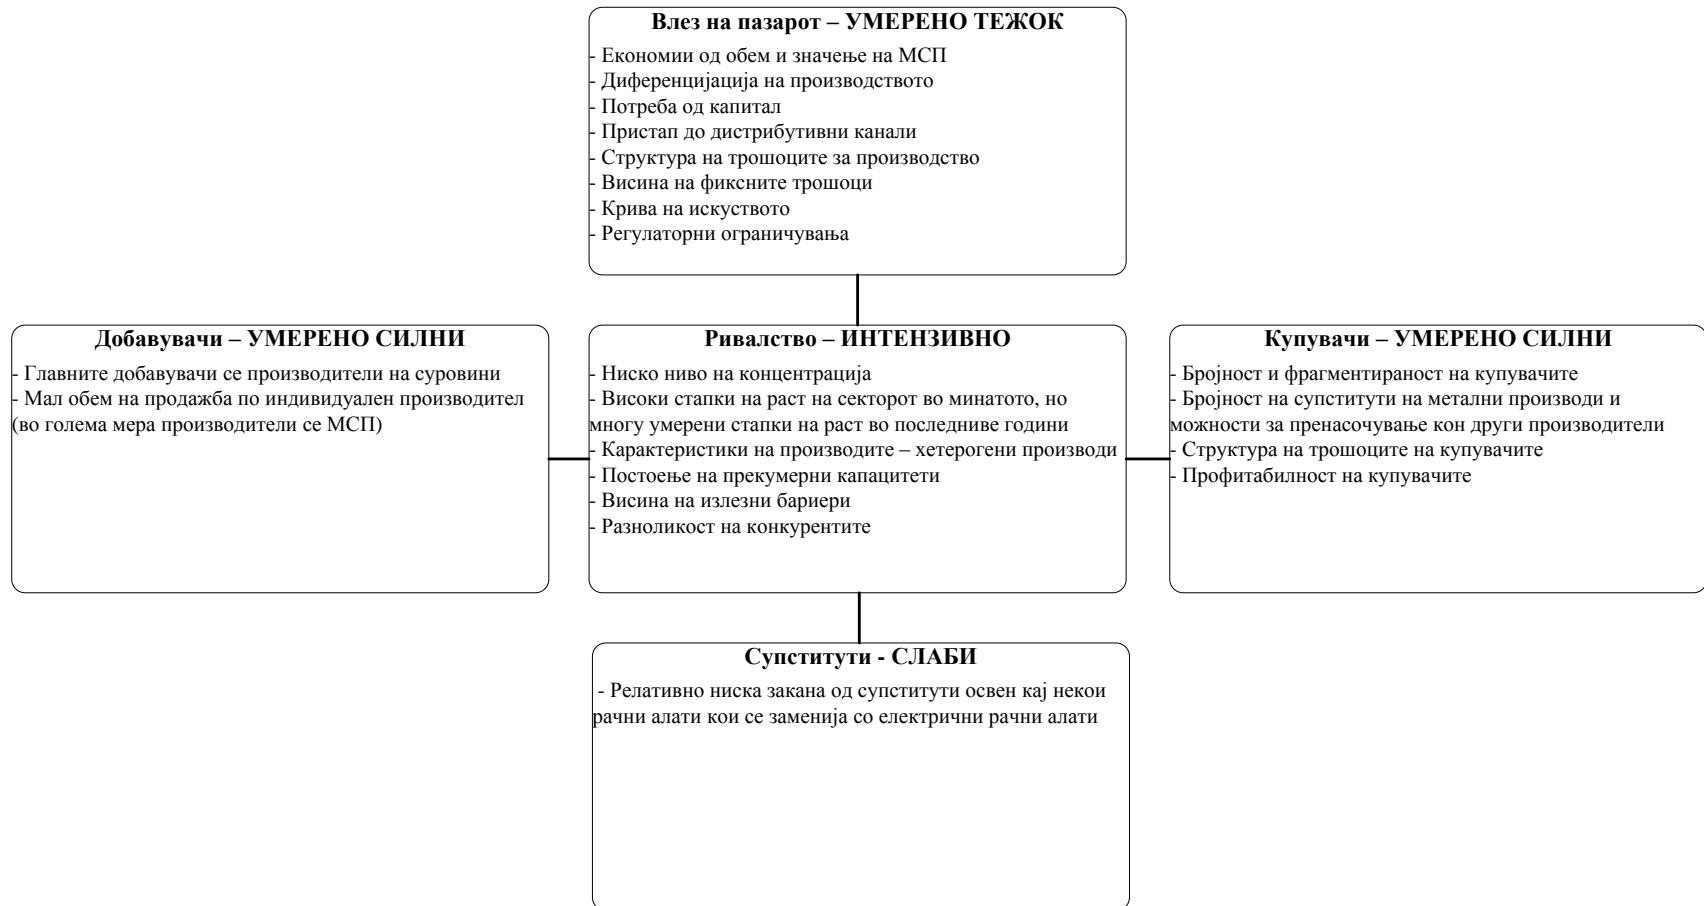 Влез на пазарот – УМЕРЕНО ТЕЖОК
- Економии од обем и значење на МСП
- Диференцијација на производството
- Потреба од капитал
- Пристап до дистрибутивни канали
- Структура на трошоците за производство
- Висина на фиксните трошоци
- Крива на искуството
- Регулаторни ограничувања
Добавувачи – УМЕРЕНО СИЛНИ
- Главните добавувачи се производители на суровини
- Мал обем на продажба по индивидуален производител
(во голема мера производители се МСП)
Ривалство – ИНТЕНЗИВНО
- Ниско ниво на концентрација
- Високи стапки на раст на секторот во минатото, но
многу умерени стапки на раст во последниве години
- Карактеристики на производите – хетерогени производи
- Постоење на прекумерни капацитети
- Висина на излезни бариери
- Разноликост на конкурентите
Купувачи – УМЕРЕНО СИЛНИ
- Бројност и фрагментираност на купувачите
- Бројност на супститути на метални производи и
можности за пренасочување кон други производители
- Структура на трошоците на купувачите
- Профитабилност на купувачите
Супститути - СЛАБИ
- Релативно ниска закана од супститути освен кај некои
рачни алати кои се заменија со електрични рачни алати